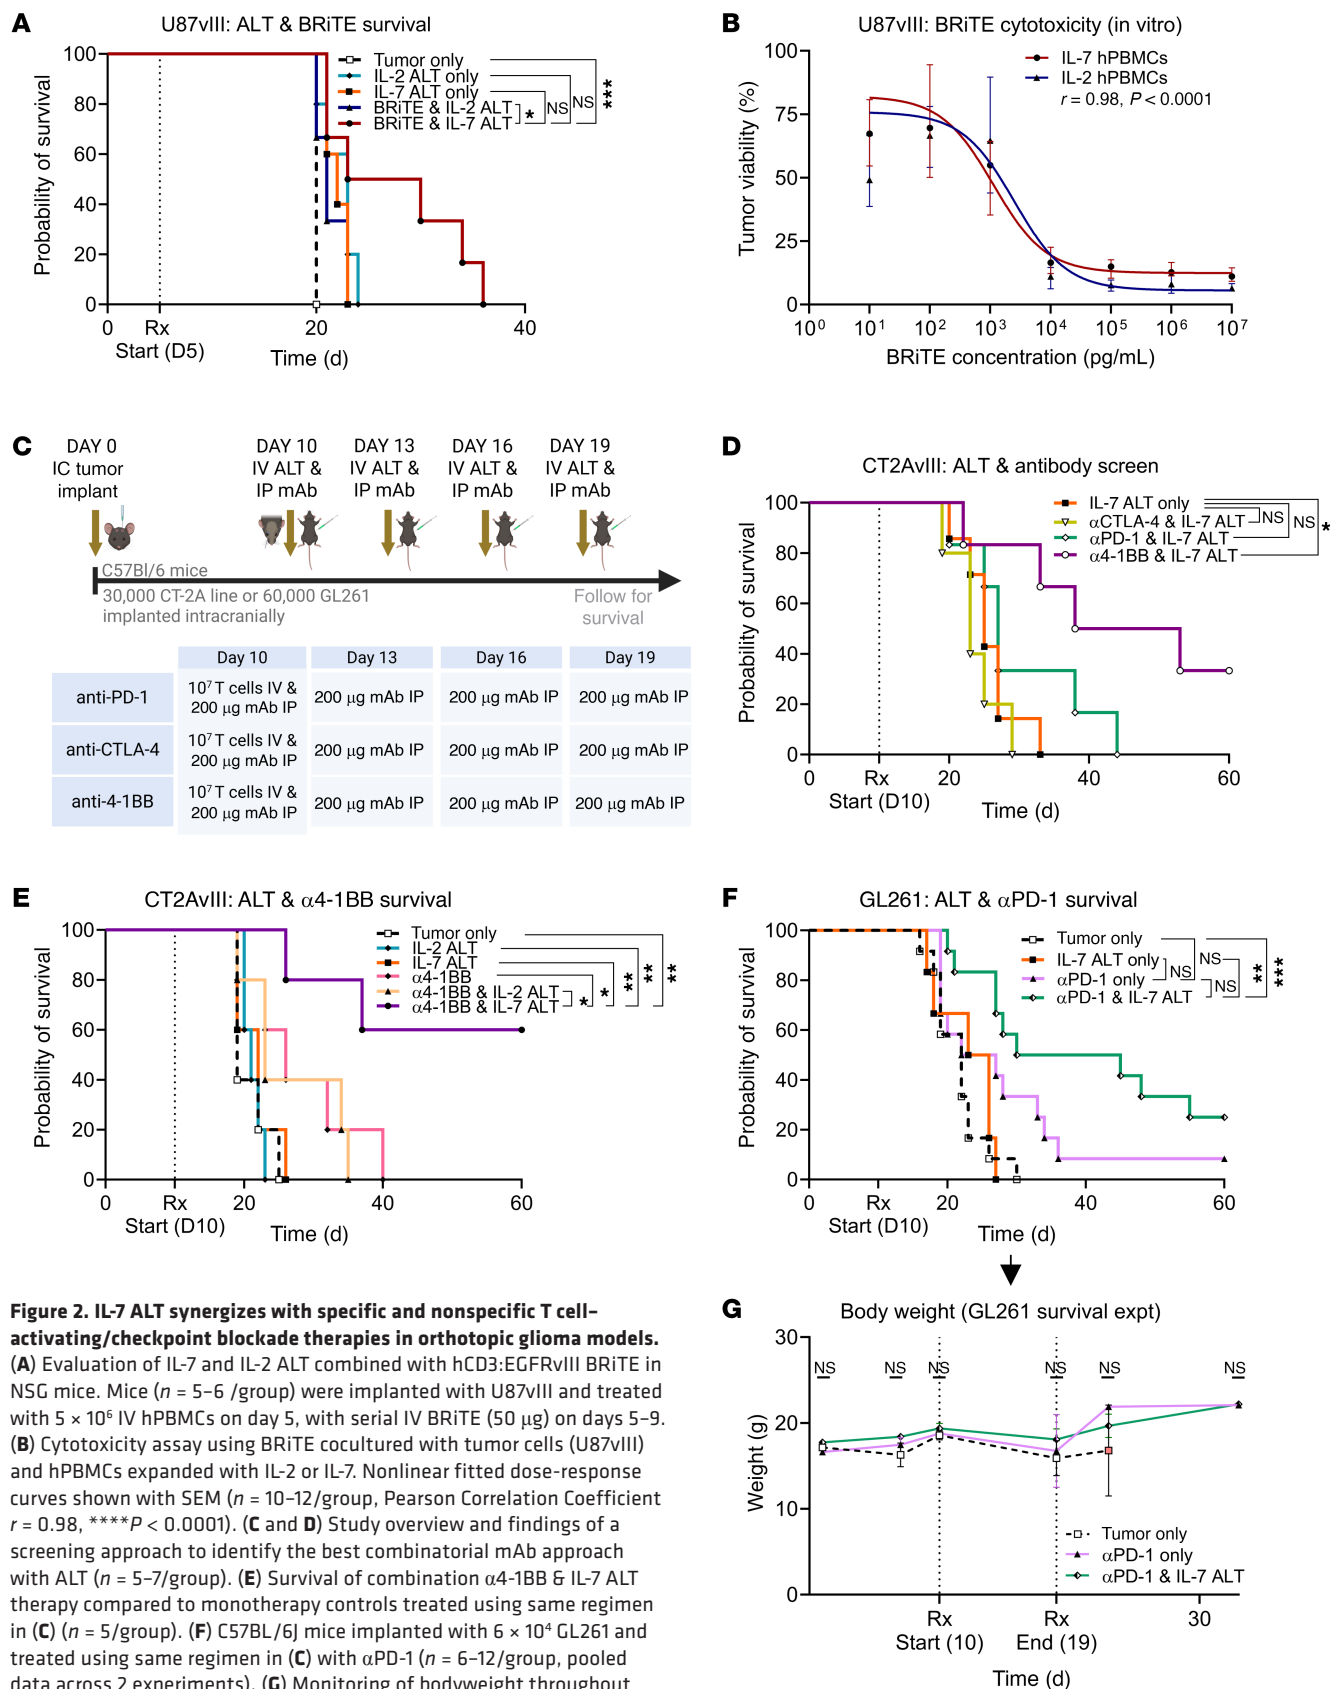 A
U87vIII: ALT & BRiTE survival
Probability of survival
100
80
60
40
20
0
0
Rx
Start (D5)
20
40
Time (d)
Tumor only
IL-2 ALT only
IL-7 ALT only
BRiTE & IL-2 ALT
BRiTE & IL-7 ALT
*
NS
NS
***
B
U87vIII: BRiTE cytotoxicity (in vitro)
Tumor viability (%)
100
75
50
25
0
10⁰
10¹
10²
10³
10⁴
10⁵
10⁶
10⁷
BRiTE concentration (pg/mL)
IL-7 hPBMCs
IL-2 hPBMCs
r = 0.98, P < 0.0001
C
DAY 0
IC tumor
implant
DAY 10
IV ALT &
IP mAb
DAY 13
IV ALT &
IP mAb
DAY 16
IV ALT &
IP mAb
DAY 19
IV ALT &
IP mAb
C57Bl/6 mice
30,000 CT-2A line or 60,000 GL261
implanted intracranially
Follow for
survival
Day 10 Day 13 Day 16 Day 19
anti-PD-1
10⁷ T cells IV &
200 µg mAb IP
200 µg mAb IP 200 µg mAb IP 200 µg mAb IP
anti-CTLA-4
10⁷ T cells IV &
200 µg mAb IP
200 µg mAb IP 200 µg mAb IP 200 µg mAb IP
anti-4-1BB
10⁷ T cells IV &
200 µg mAb IP
200 µg mAb IP 200 µg mAb IP 200 µg mAb IP
D
CT2AvIII: ALT & antibody screen
Probability of survival
100
80
60
40
20
0
0
Rx
Start (D10)
20
40
60
Time (d)
IL-7 ALT only
αCTLA-4 & IL-7 ALT
αPD-1 & IL-7 ALT
α4-1BB & IL-7 ALT
NS
NS
*
E
CT2AvIII: ALT & α4-1BB survival
Probability of survival
100
80
60
40
20
0
0
Rx
Start (D10)
20
40
60
Time (d)
Tumor only
IL-2 ALT
IL-7 ALT
α4-1BB
α4-1BB & IL-2 ALT
α4-1BB & IL-7 ALT
*
*
**
**
**
F
GL261: ALT & αPD-1 survival
Probability of survival
100
80
60
40
20
0
0
Rx
Start (D10)
20
40
60
Time (d)
Tumor only
IL-7 ALT only
αPD-1 only
αPD-1 & IL-7 ALT
NS
NS
NS
**
***
G
Body weight (GL261 survival expt)
Weight (g)
30
20
10
0
NS
NS
NS
NS
NS
NS
Tumor only
αPD-1 only
αPD-1 & IL-7 ALT
Rx
Start (10)
Rx
End (19)
30
Time (d)
Figure 2. IL-7 ALT synergizes with specific and nonspecific T cell–
activating/checkpoint blockade therapies in orthotopic glioma models.
(A) Evaluation of IL-7 and IL-2 ALT combined with hCD3:EGFRvIII BRiTE in
NSG mice. Mice (n = 5–6 /group) were implanted with U87vIII and treated
with 5 × 10⁶ IV hPBMCs on day 5, with serial IV BRiTE (50 µg) on days 5–9.
(B) Cytotoxicity assay using BRiTE cocultured with tumor cells (U87vIII)
and hPBMCs expanded with IL-2 or IL-7. Nonlinear fitted dose-response
curves shown with SEM (n = 10–12/group, Pearson Correlation Coefficient
r = 0.98, ****P < 0.0001). (C and D) Study overview and findings of a
screening approach to identify the best combinatorial mAb approach
with ALT (n = 5–7/group). (E) Survival of combination α4-1BB & IL-7 ALT
therapy compared to monotherapy controls treated using same regimen
in (C) (n = 5/group). (F) C57BL/6J mice implanted with 6 × 10⁴ GL261 and
treated using same regimen in (C) with αPD-1 (n = 6–12/group, pooled
data across 2 experiments). (G) Monitoring of bodyweight throughout